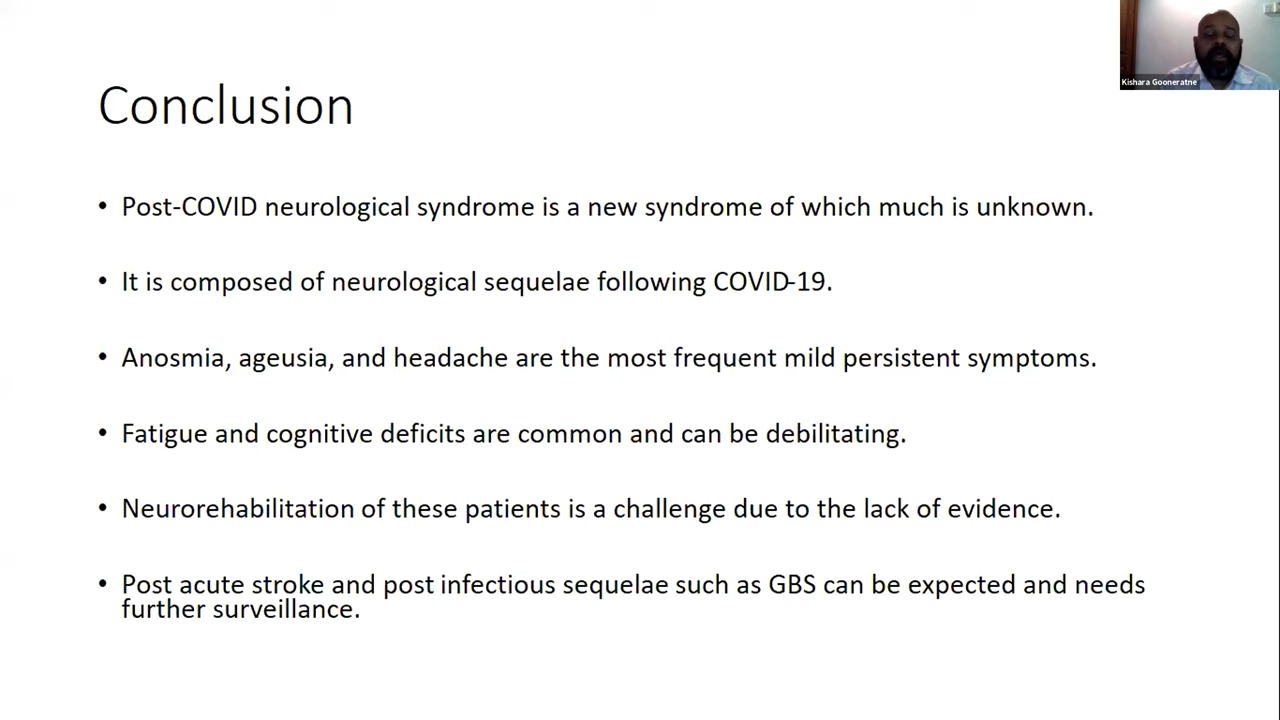 Kishara Gooneratne
Conclusion
• Post-COVID neurological syndrome is a new syndrome of which much is unknown.
• It is composed of neurological sequelae following COVID-19.
• Anosmia, ageusia, and headache are the most frequent mild persistent symptoms.
• Fatigue and cognitive deficits are common and can be debilitating.
• Neurorehabilitation of these patients is a challenge due to the lack of evidence.
• Post acute stroke and post infectious sequelae such as GBS can be expected and needs
further surveillance.